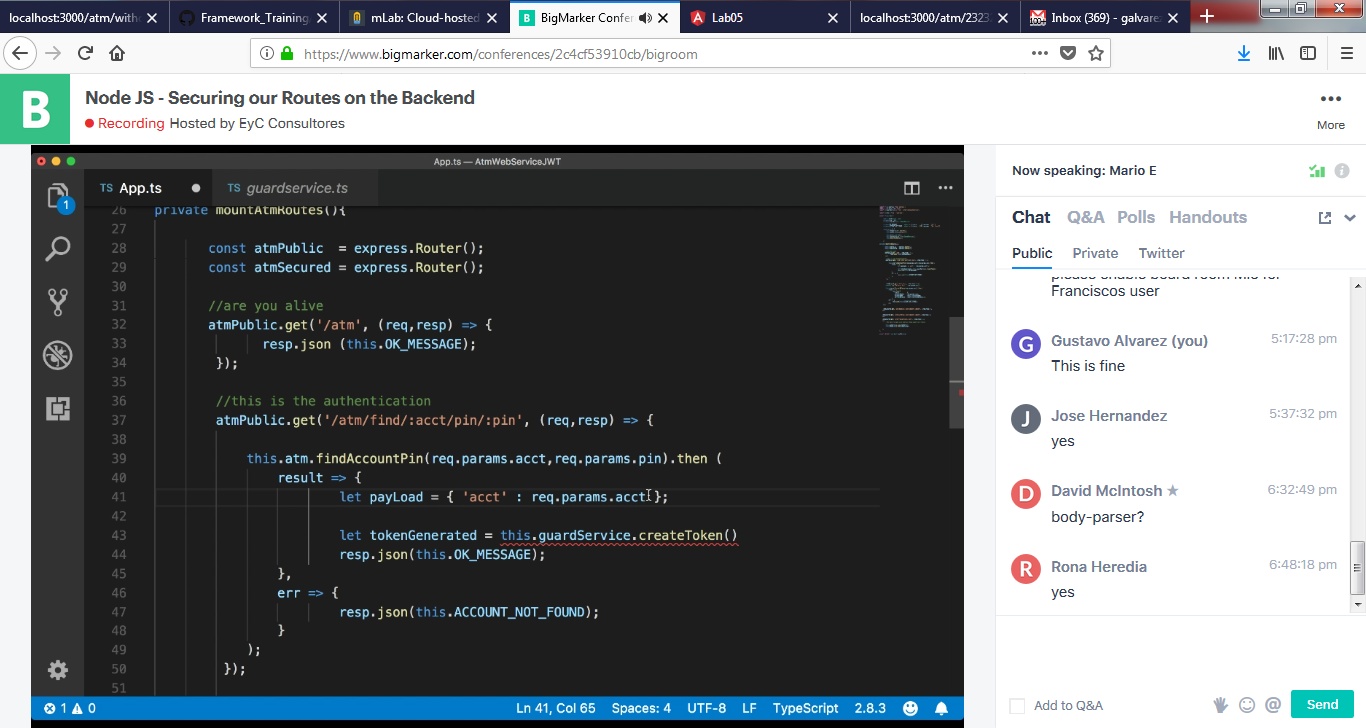 localhost:3000/atm/with
Framework_Training
mLab: Cloud-hosted
BigMarker Confer
Lab05
localhost:3000/atm/2323
Inbox (369) - galvare
https://www.bigmarker.com/conferences/2c4cf53910cb/bigroom
B
Node JS - Securing our Routes on the Backend
Recording Hosted by EyC Consultores
More
App.ts — AtmWebServiceJWT
TS App.ts
TS guardservice.ts
1
26 private mountAtmRoutes(){
27
28 const atmPublic  = express.Router();
29 const atmSecured = express.Router();
30
31 //are you alive
32 atmPublic.get('/atm', (req,resp) => {
33 resp.json (this.OK_MESSAGE);
34 });
35
36 //this is the authentication
37 atmPublic.get('/atm/find/:acct/pin/:pin', (req,resp) => {
38
39 this.atm.findAccountPin(req.params.acct,req.params.pin).then (
40 result => {
41 let payLoad = { 'acct' : req.params.acct };
42
43 let tokenGenerated = this.guardService.createToken()
44 resp.json(this.OK_MESSAGE);
45 },
46 err => {
47 resp.json(this.ACCOUNT_NOT_FOUND);
48 }
49 );
50 });
51
1 0 Ln 41, Col 65 Spaces: 4 UTF-8 LF TypeScript 2.8.3
Now speaking: Mario E
Chat Q&A Polls Handouts
Public Private Twitter
Franciscos user
G
Gustavo Alvarez (you) 5:17:28 pm
This is fine
J
Jose Hernandez 5:37:32 pm
yes
D
David McIntosh 6:32:49 pm
body-parser?
R
Rona Heredia 6:48:18 pm
yes
Add to Q&A
@
Send